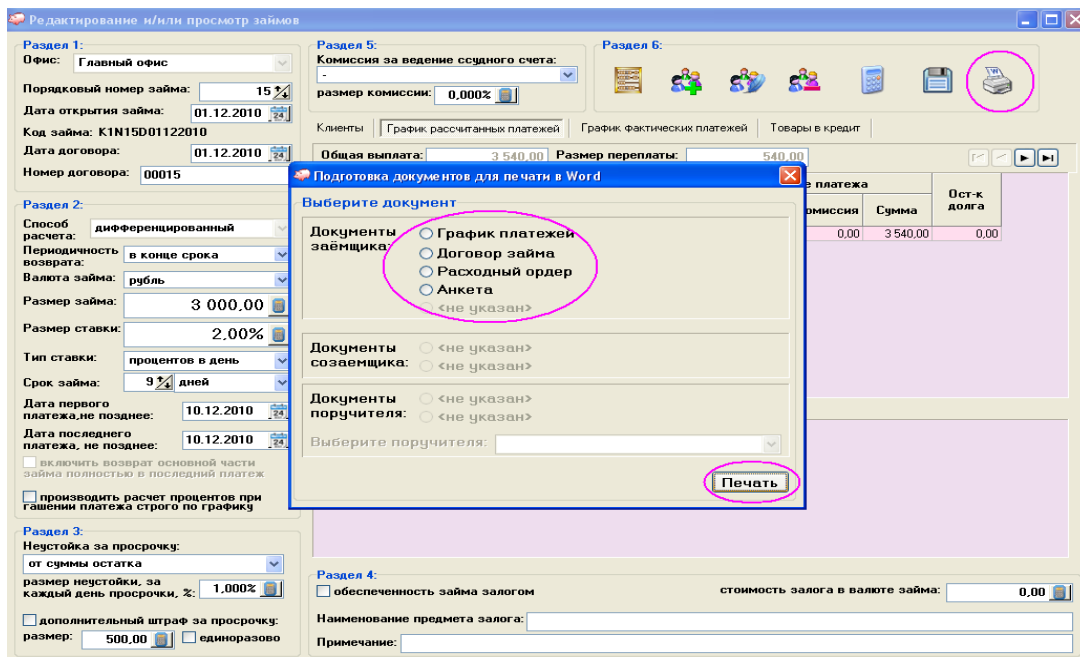 Редактирование и/или просмотр займов
Раздел 1:
Офис: Главный офис
Порядковый номер займа: 15
Дата открытия займа: 01.12.2010 24
Код займа: K1N15D01122010
Дата договора: 01.12.2010 24
Номер договора: 00015
Раздел 2:
Способ расчета: дифференцированный
Периодичность возврата: в конце срока
Валюта займа: рубль
Размер займа: 3 000,00
Размер ставки: 2,00%
Тип ставки: процентов в день
Срок займа: 9 дней
Дата первого
платежа,не позднее: 10.12.2010 24
Дата последнего
платежа, не позднее: 10.12.2010 24
включить возврат основной части
займа полностью в последний платеж
производить расчет процентов при
гашении платежа строго по графику
Раздел 3:
Неустойка за просрочку:
от суммы остатка
размер неустойки, за
каждый день просрочки, %: 1,000%
дополнительный штраф за просрочку:
размер: 500,00 единоразово
Раздел 5:
Комиссия за ведение ссудного счета:
-
размер комиссии: 0,000%
Раздел 6:
W
Клиенты График рассчитанных платежей График фактических платежей Товары в кредит
Общая выплата: 3 540,00 Размер переплаты: 540,00
е платежа Ост-к долга
омиссия Сумма
0,00 3 540,00 0,00
Подготовка документов для печати в Word
Выберите документ
Документы заёмщика:
График платежей
Договор займа
Расходный ордер
Анкета
<не указан>
Документы созаемщика:
<не указан>
<не указан>
Документы поручителя:
<не указан>
<не указан>
Выберите поручителя:
Печать
Раздел 4:
обеспеченность займа залогом стоимость залога в валюте займа: 0,00
Наименование предмета залога:
Примечание: